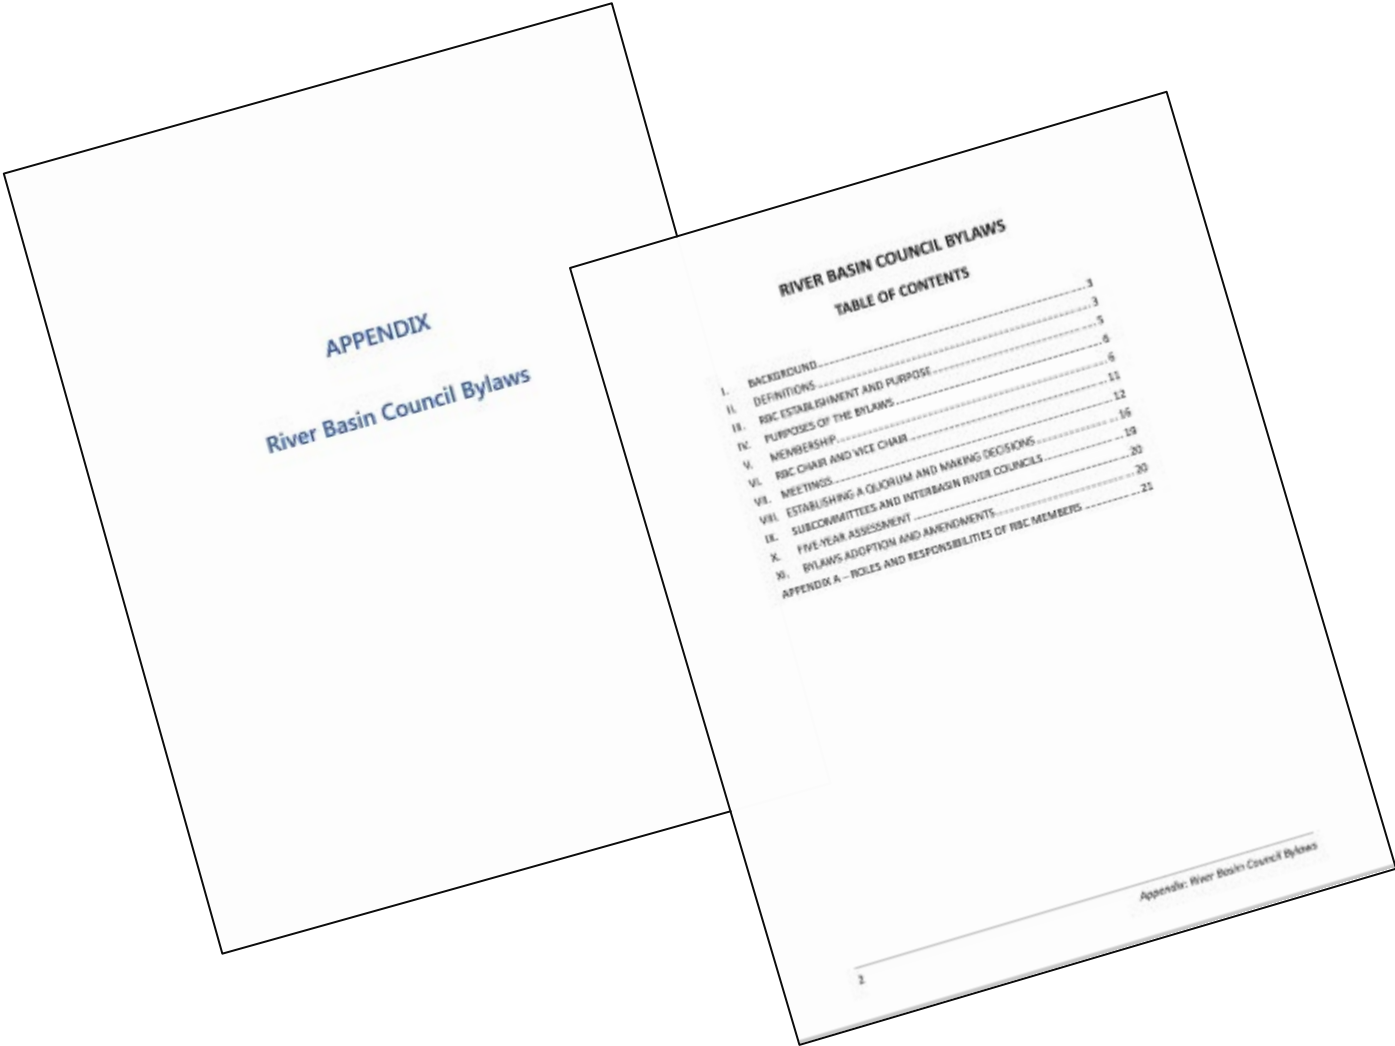 APPENDIX
River Basin Council Bylaws
RIVER BASIN COUNCIL BYLAWS
TABLE OF CONTENTS
I. BACKGROUND 3
II. DEFINITIONS 3
III. RBC ESTABLISHMENT AND PURPOSE 5
IV. PURPOSES OF THE BYLAWS 6
V. MEMBERSHIP 6
VI. RBC CHAIR AND VICE CHAIR 11
VII. MEETINGS 12
VIII. ESTABLISHING A QUORUM AND MAKING DECISIONS 16
IX. SUBCOMMITTEES AND INTERBASIN RIVER COUNCILS 19
X. FIVE-YEAR ASSESSMENT 20
XI. BYLAWS ADOPTION AND AMENDMENTS 20
APPENDIX A – ROLES AND RESPONSIBILITIES OF RBC MEMBERS 21
Appendix: River Basin Council Bylaws
2